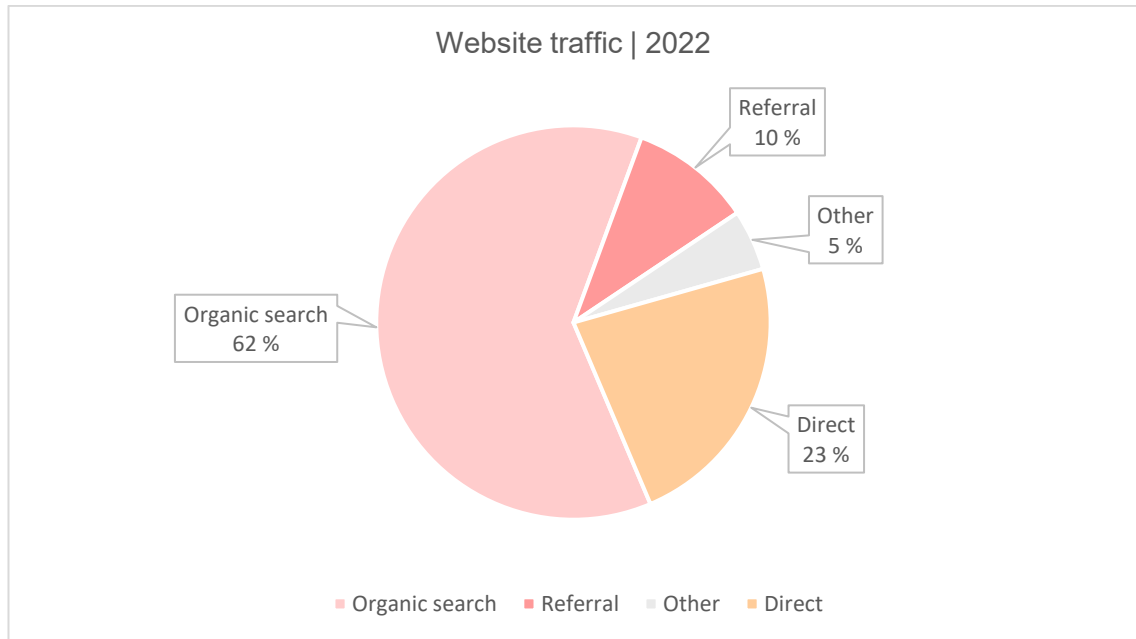 Website traffic | 2022
Referral
10 %
Other
5 %
Organic search
62 %
Direct
23 %
Organic search Referral Other Direct